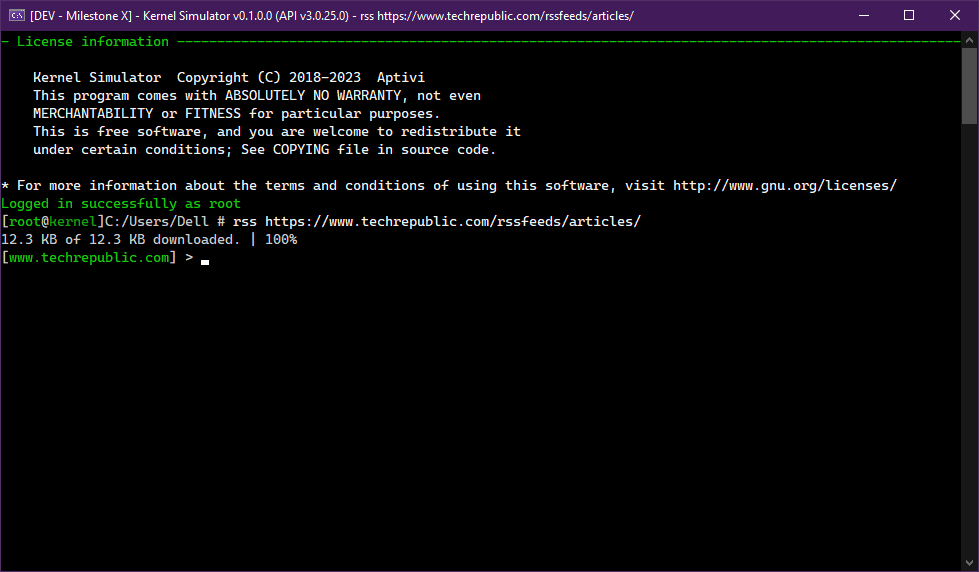 [DEV - Milestone X] - Kernel Simulator v0.1.0.0 (API v3.0.25.0) - rss https://www.techrepublic.com/rssfeeds/articles/
- License information
Kernel Simulator  Copyright (C) 2018-2023  Aptivi
This program comes with ABSOLUTELY NO WARRANTY, not even
MERCHANTABILITY or FITNESS for particular purposes.
This is free software, and you are welcome to redistribute it
under certain conditions; See COPYING file in source code.
* For more information about the terms and conditions of using this software, visit http://www.gnu.org/licenses/
Logged in successfully as root
[root@kernel]C:/Users/Dell # rss https://www.techrepublic.com/rssfeeds/articles/
12.3 KB of 12.3 KB downloaded. | 100%
[www.techrepublic.com] > _